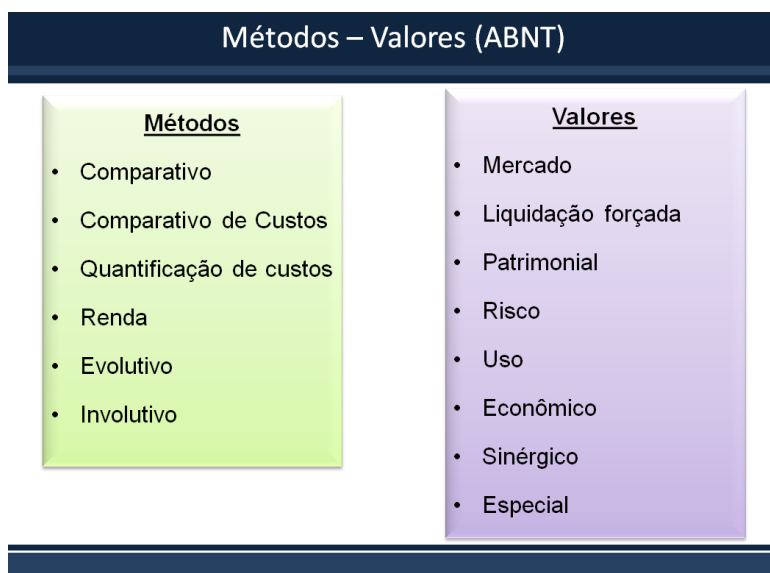 Métodos – Valores (ABNT)
Métodos
• Comparativo
• Comparativo de Custos
• Quantificação de custos
• Renda
• Evolutivo
• Involutivo
Valores
• Mercado
• Liquidação forçada
• Patrimonial
• Risco
• Uso
• Econômico
• Sinérgico
• Especial